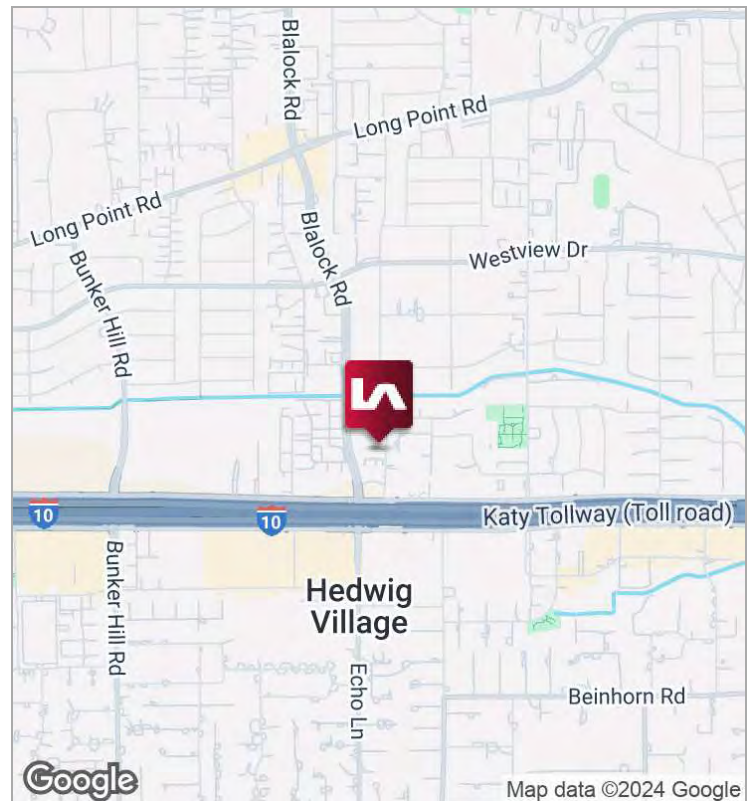 Blalock Rd
Long Point Rd
Long Point Rd
Blalock Rd
Westview Dr
Bunker Hill Rd
LA
10
10
Katy Tollway (Toll road)
Hedwig
Village
Bunker Hill Rd
Echo Ln
Beinhorn Rd
Google
Map data ©2024 Google